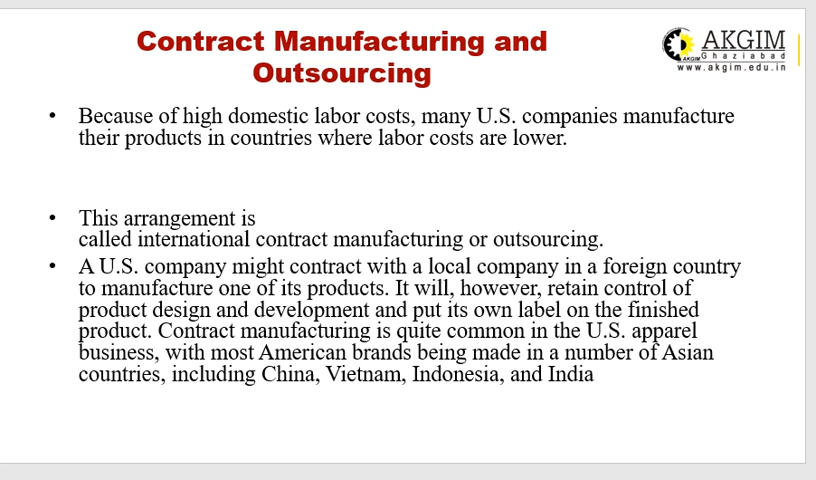 Contract Manufacturing and
Outsourcing
AKGIM
AKGIM
Ghaziabad
www.akgim.edu.in
• Because of high domestic labor costs, many U.S. companies manufacture
their products in countries where labor costs are lower.
• This arrangement is
called international contract manufacturing or outsourcing.
• A U.S. company might contract with a local company in a foreign country
to manufacture one of its products. It will, however, retain control of
product design and development and put its own label on the finished
product. Contract manufacturing is quite common in the U.S. apparel
business, with most American brands being made in a number of Asian
countries, including China, Vietnam, Indonesia, and India